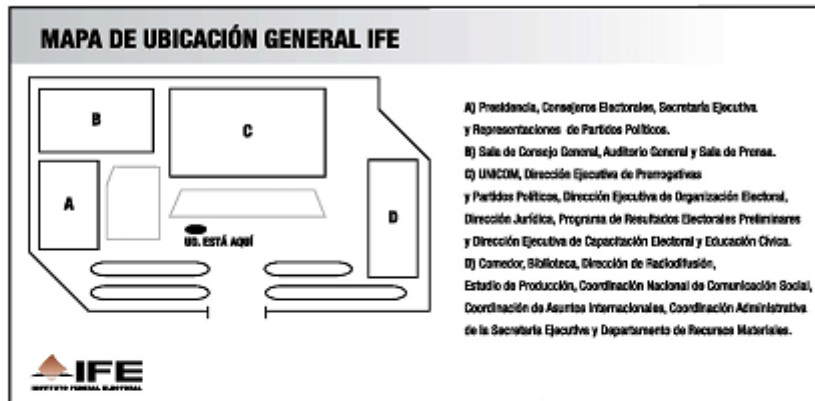 MAPA DE UBICACIÓN GENERAL IFE
B
C
A
D
UD. ESTÁ AQUÍ
A) Presidencia, Consejeros Electorales, Secretaría Ejecutiva
y Representaciones de Partidos Políticos.
B) Sala de Consejo General, Auditorio General y Sala de Prensa.
C) UNICOM, Dirección Ejecutiva de Prerrogativas
y Partidos Políticos, Dirección Ejecutiva de Organización Electoral,
Dirección Jurídica, Programa de Resultados Electorales Preliminares
y Dirección Ejecutiva de Capacitación Electoral y Educación Cívica.
D) Comedor, Biblioteca, Dirección de Radiodifusión,
Estudio de Producción, Coordinación Nacional de Comunicación Social,
Coordinación de Asuntos Internacionales, Coordinación Administrativa
de la Secretaría Ejecutiva y Departamento de Recursos Materiales.
IFE
INSTITUTO FEDERAL ELECTORAL